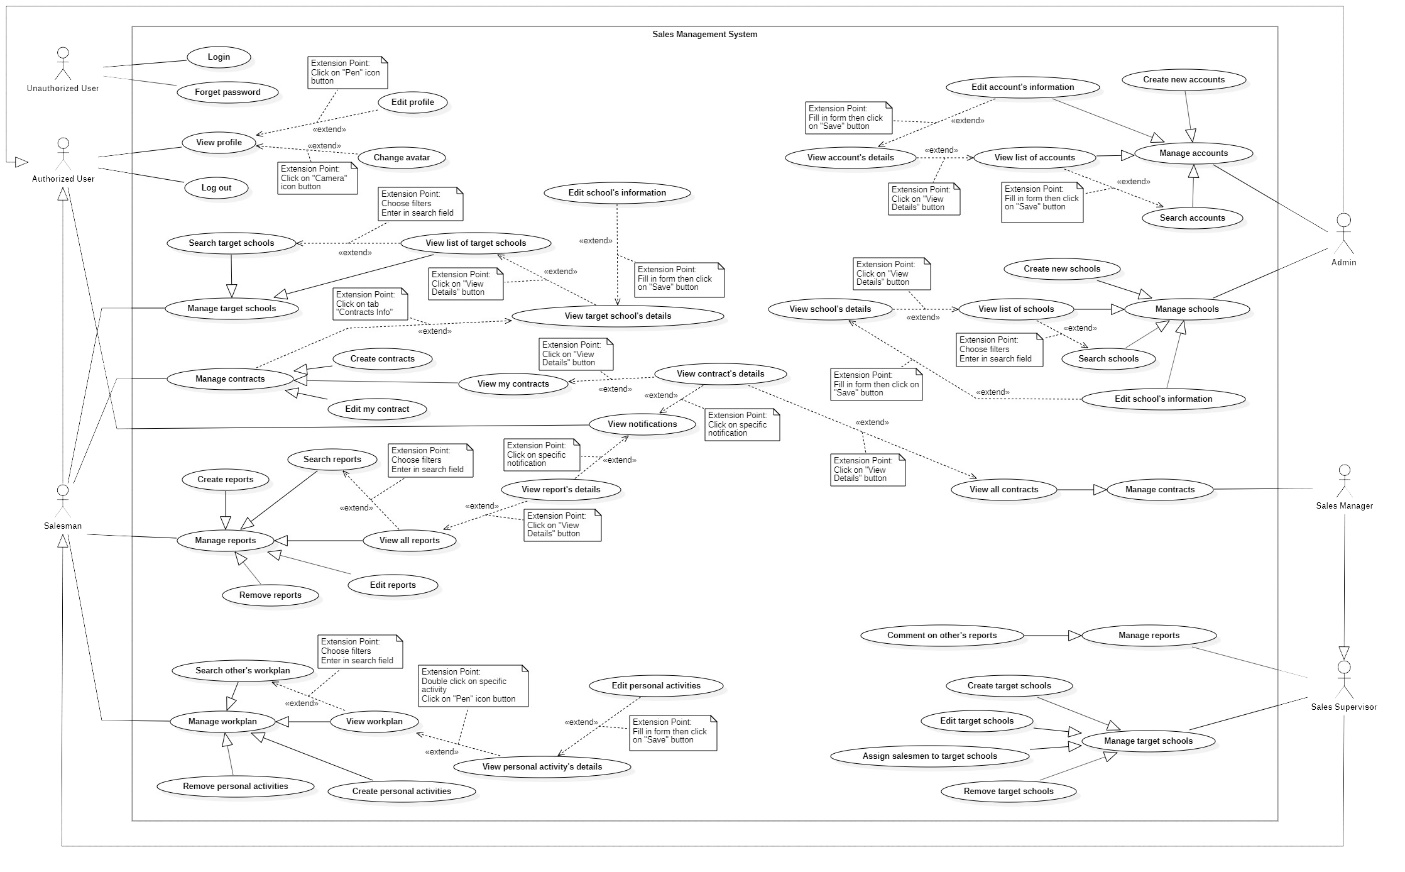 Sales Management System
Unauthorized User
Login
Forget password
Extension Point:
Click on "Pen" icon
button
Edit profile
«extend»
View profile
«extend»
Change avatar
Extension Point:
Click on "Camera"
icon button
Log out
Authorized User
Extension Point:
Choose filters
Enter in search field
Edit school's information
Search target schools
«extend»
View list of target schools
«extend»
Extension Point:
Click on "View
Details" button
«extend»
Extension Point:
Fill in form then click
on "Save" button
Manage target schools
Extension Point:
Click on tab
"Contracts Info"
«extend»
View target school's details
Create contracts
Manage contracts
View my contracts
Edit my contract
Extension Point:
Click on "View
Details" button
«extend»
View contract's details
«extend»
Extension Point:
Click on specific
notification
View notifications
«extend»
Extension Point:
Click on "View
Details" button
View all contracts
Manage contracts
Sales Manager
Extension Point:
Click on specific
notification
«extend»
Search reports
Extension Point:
Choose filters
Enter in search field
Create reports
«extend»
View report's details
«extend»
Extension Point:
Click on "View
Details" button
Salesman
Manage reports
View all reports
Edit reports
Remove reports
Extension Point:
Choose filters
Enter in search field
Search other's workplan
«extend»
Extension Point:
Double click on specific
activity
Click on "Pen" icon button
Manage workplan
View workplan
«extend»
Edit personal activities
«extend»
Extension Point:
Fill in form then click
on "Save" button
View personal activity's details
Remove personal activities
Create personal activities
Edit account's information
Create new accounts
Extension Point:
Fill in form then click
on "Save" button
«extend»
View account's details
«extend»
View list of accounts
Manage accounts
Extension Point:
Click on "View
Details" button
Extension Point:
Fill in form then click
on "Save" button
«extend»
Search accounts
Admin
Extension Point:
Click on "View
Details" button
Create new schools
View school's details
«extend»
View list of schools
Manage schools
Extension Point:
Choose filters
Enter in search field
«extend»
Search schools
Extension Point:
Fill in form then click on
"Save" button
«extend»
Edit school's information
Comment on other's reports
Manage reports
Create target schools
Edit target schools
Assign salesmen to target schools
Manage target schools
Remove target schools
Sales Supervisor